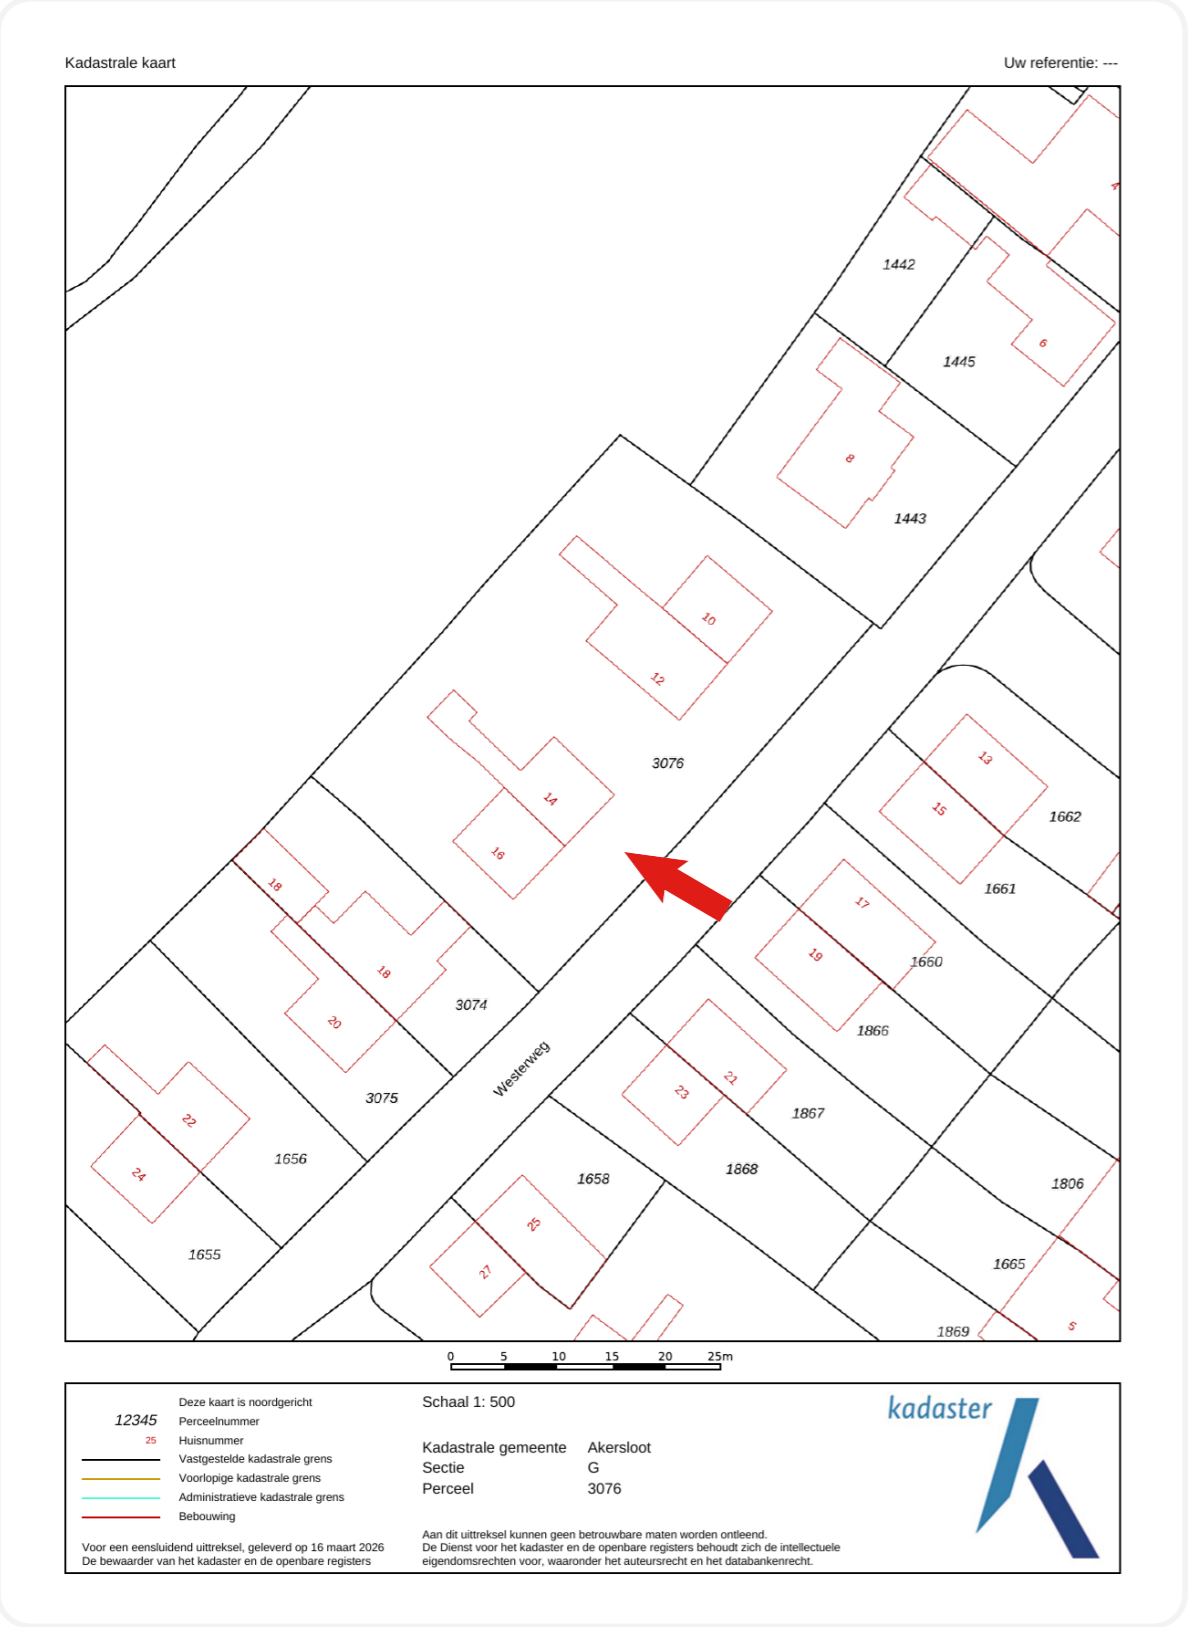 Kadastrale kaart
Uw referentie: ---
4
1442
6
1445
8
1443
10
12
3076
14
16
13
15
1662
1661
17
19
1660
1866
18
18
20
3074
3075
Westerweg
21
23
1867
1868
22
24
1656
1655
1658
25
27
1806
1665
1869
5
0 5 10 15 20 25m
Deze kaart is noordgericht
12345 Perceelnummer
25 Huisnummer
Vastgestelde kadastrale grens
Voorlopige kadastrale grens
Administratieve kadastrale grens
Bebouwing
Voor een eensluidend uittreksel, geleverd op 16 maart 2026
De bewaarder van het kadaster en de openbare registers
Schaal 1: 500
Kadastrale gemeente Akersloot
Sectie G
Perceel 3076
Aan dit uittreksel kunnen geen betrouwbare maten worden ontleend.
De Dienst voor het kadaster en de openbare registers behoudt zich de intellectuele
eigendomsrechten voor, waaronder het auteursrecht en het databankenrecht.
kadaster